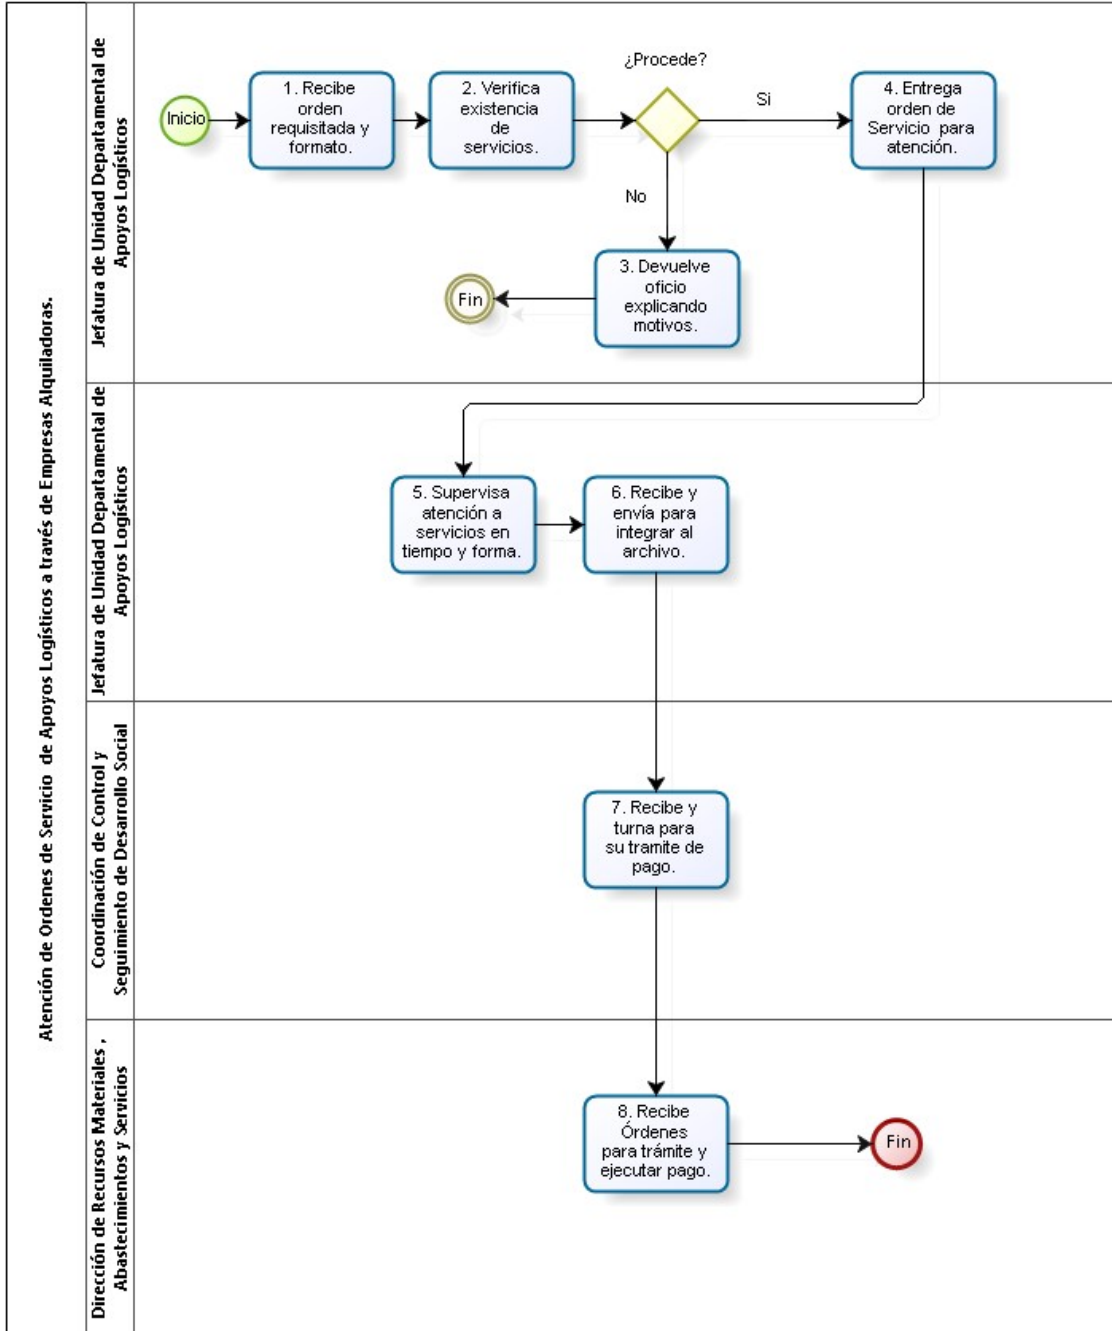 Atención de Ordenes de Servicio  de Apoyos Logísticos a través de Empresas Alquiladoras.
Jefatura de Unidad Departamental de
Apoyos Logísticos
Inicio
1. Recibe
orden
requisitada y
formato.
2. Verifica
existencia
de
servicios.
¿Procede?
Si
4. Entrega
orden de
Servicio  para
atención.
No
3. Devuelve
oficio
explicando
motivos.
Fin
Jefatura de Unidad Departamental de
Apoyos Logísticos
5. Supervisa
atención a
servicios en
tiempo y forma.
6. Recibe y
envía para
integrar al
archivo.
Coordinación de Control y
Seguimiento de Desarrollo Social
7. Recibe y
turna para
su tramite de
pago.
Dirección de Recursos Materiales ,
Abastecimientos y Servicios
8. Recibe
Órdenes
para trámite y
ejecutar pago.
Fin